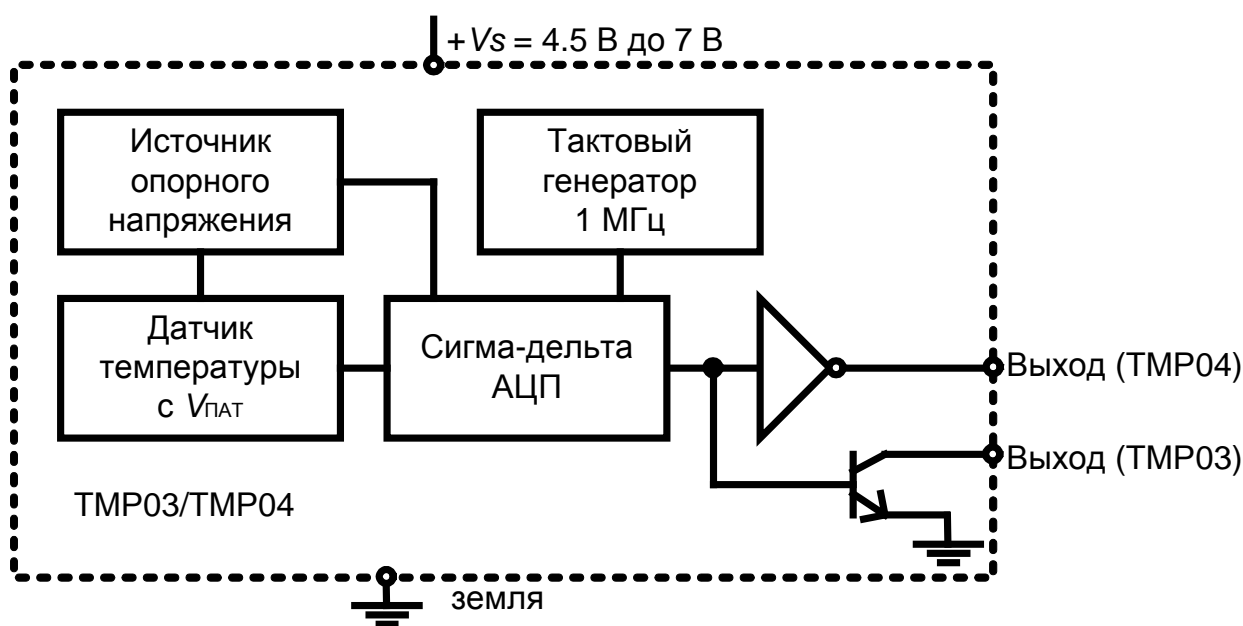 +Vs = 4.5 В до 7 В
Источник
опорного
напряжения
Тактовый
генератор
1 МГц
Датчик
температуры
с VПАТ
Сигма-дельта
АЦП
Выход (TMP04)
Выход (TMP03)
TMP03/TMP04
земля